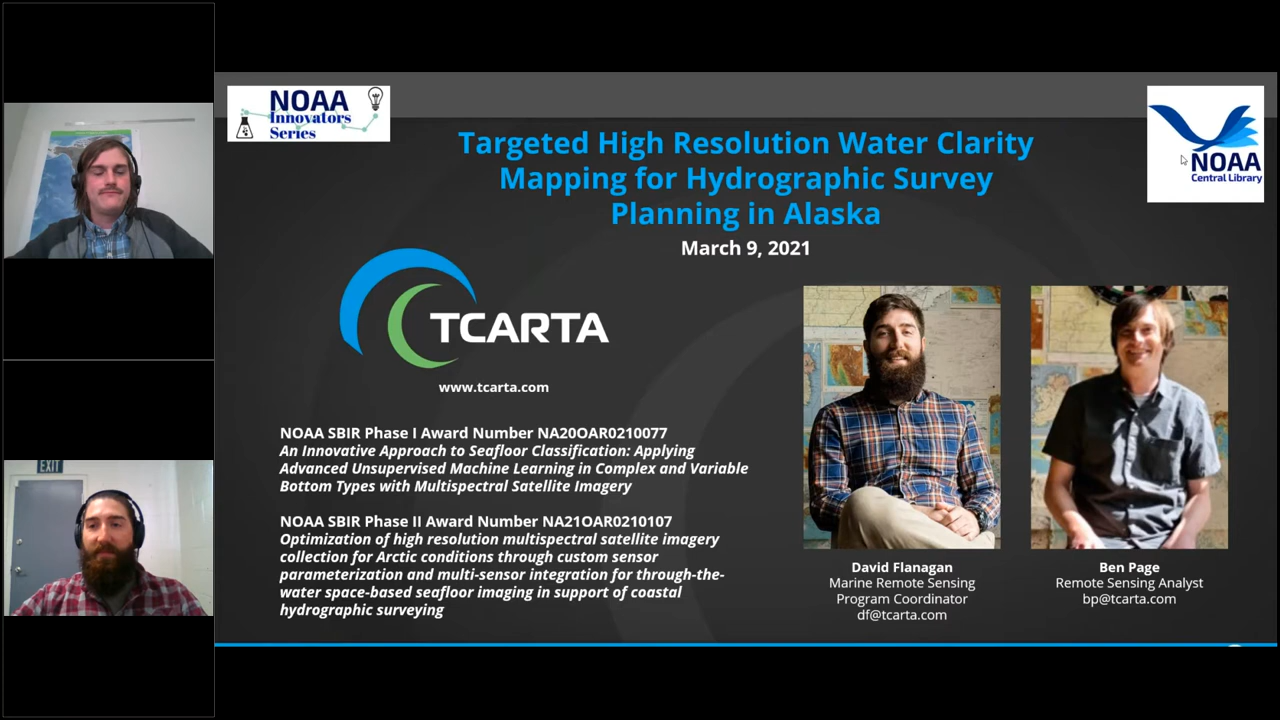 NOAA
Innovators
Series
Targeted High Resolution Water Clarity
Mapping for Hydrographic Survey
Planning in Alaska
March 9, 2021
NOAA
Central Library
TCARTA
www.tcarta.com
NOAA SBIR Phase I Award Number NA20OAR0210077
An Innovative Approach to Seafloor Classification: Applying
Advanced Unsupervised Machine Learning in Complex and Variable
Bottom Types with Multispectral Satellite Imagery
NOAA SBIR Phase II Award Number NA21OAR0210107
Optimization of high resolution multispectral satellite imagery
collection for Arctic conditions through custom sensor
parameterization and multi-sensor integration for through-the-
water space-based seafloor imaging in support of coastal
hydrographic surveying
David Flanagan
Marine Remote Sensing
Program Coordinator
df@tcarta.com
Ben Page
Remote Sensing Analyst
bp@tcarta.com
EXIT